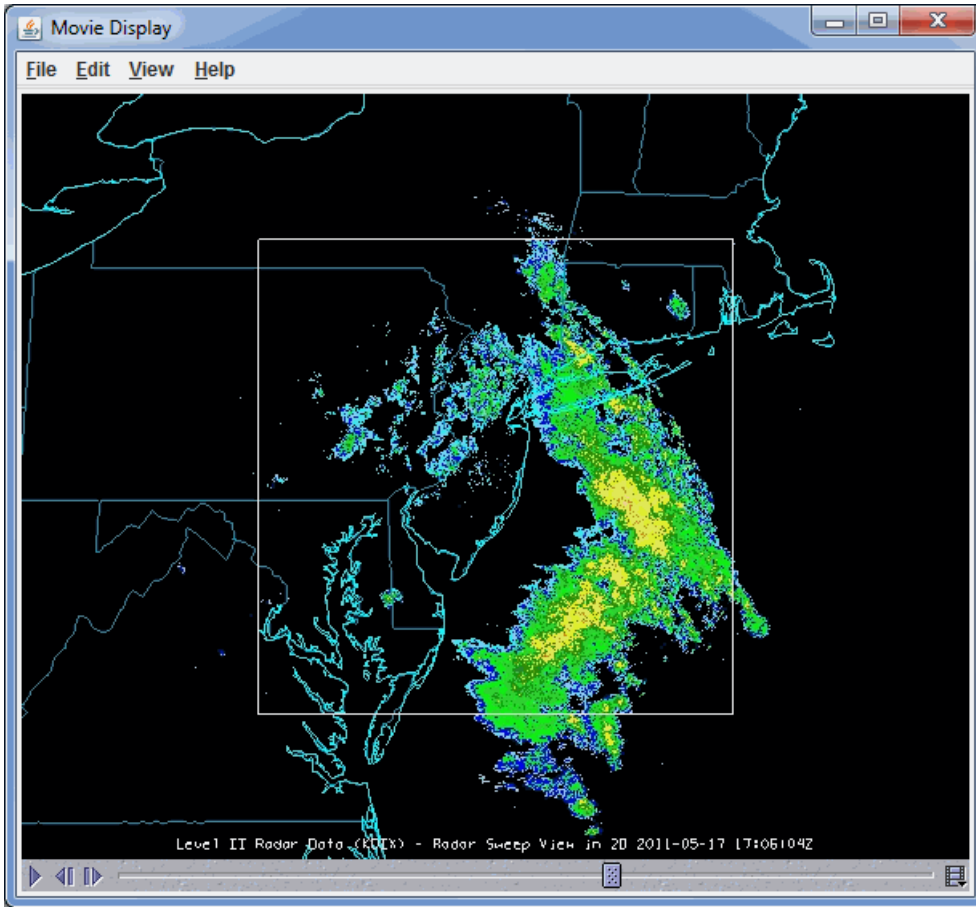 Movie Display
File Edit View Help
Level II Radar Data (KDIX) - Radar Sweep View in 2D 2011-05-17 17:06:04Z